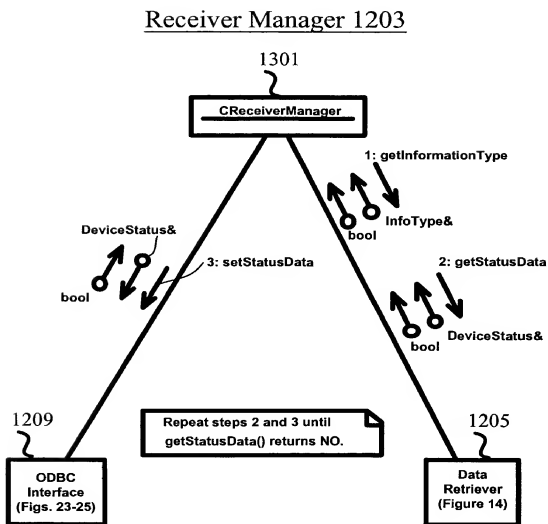 Receiver Manager 1203
1301
CReceiverManager
1: getInformationType
InfoType&
bool
DeviceStatus&
3: setStatusData
bool
2: getStatusData
DeviceStatus&
bool
1209
Repeat steps 2 and 3 until
getStatusData() returns NO.
1205
ODBC
Interface
(Figs. 23-25)
Data
Retriever
(Figure 14)